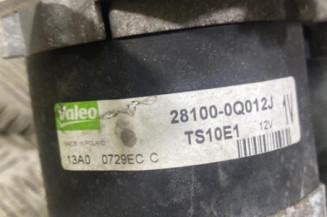 Valeo
28100-0Q012J
TS10E1 12V
MADE IN POLAND
13A0 0729EC C